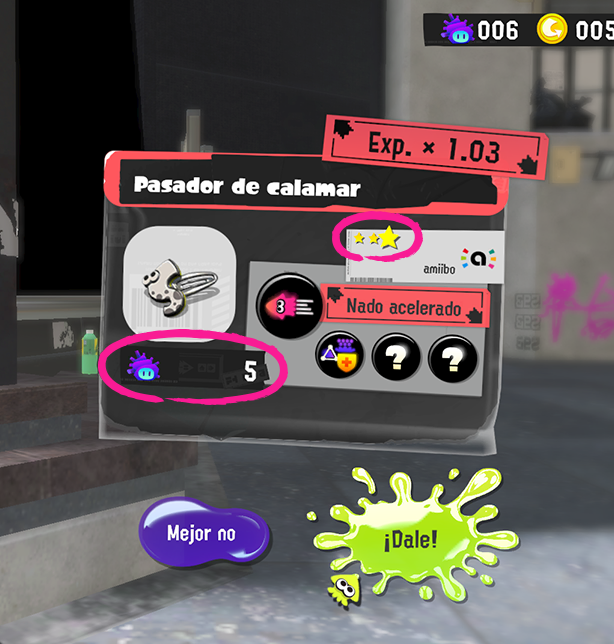 006 005
Exp. × 1.03
Pasador de calamar
amiibo
3 Nado acelerado
? ?
5
Mejor no
¡Dale!